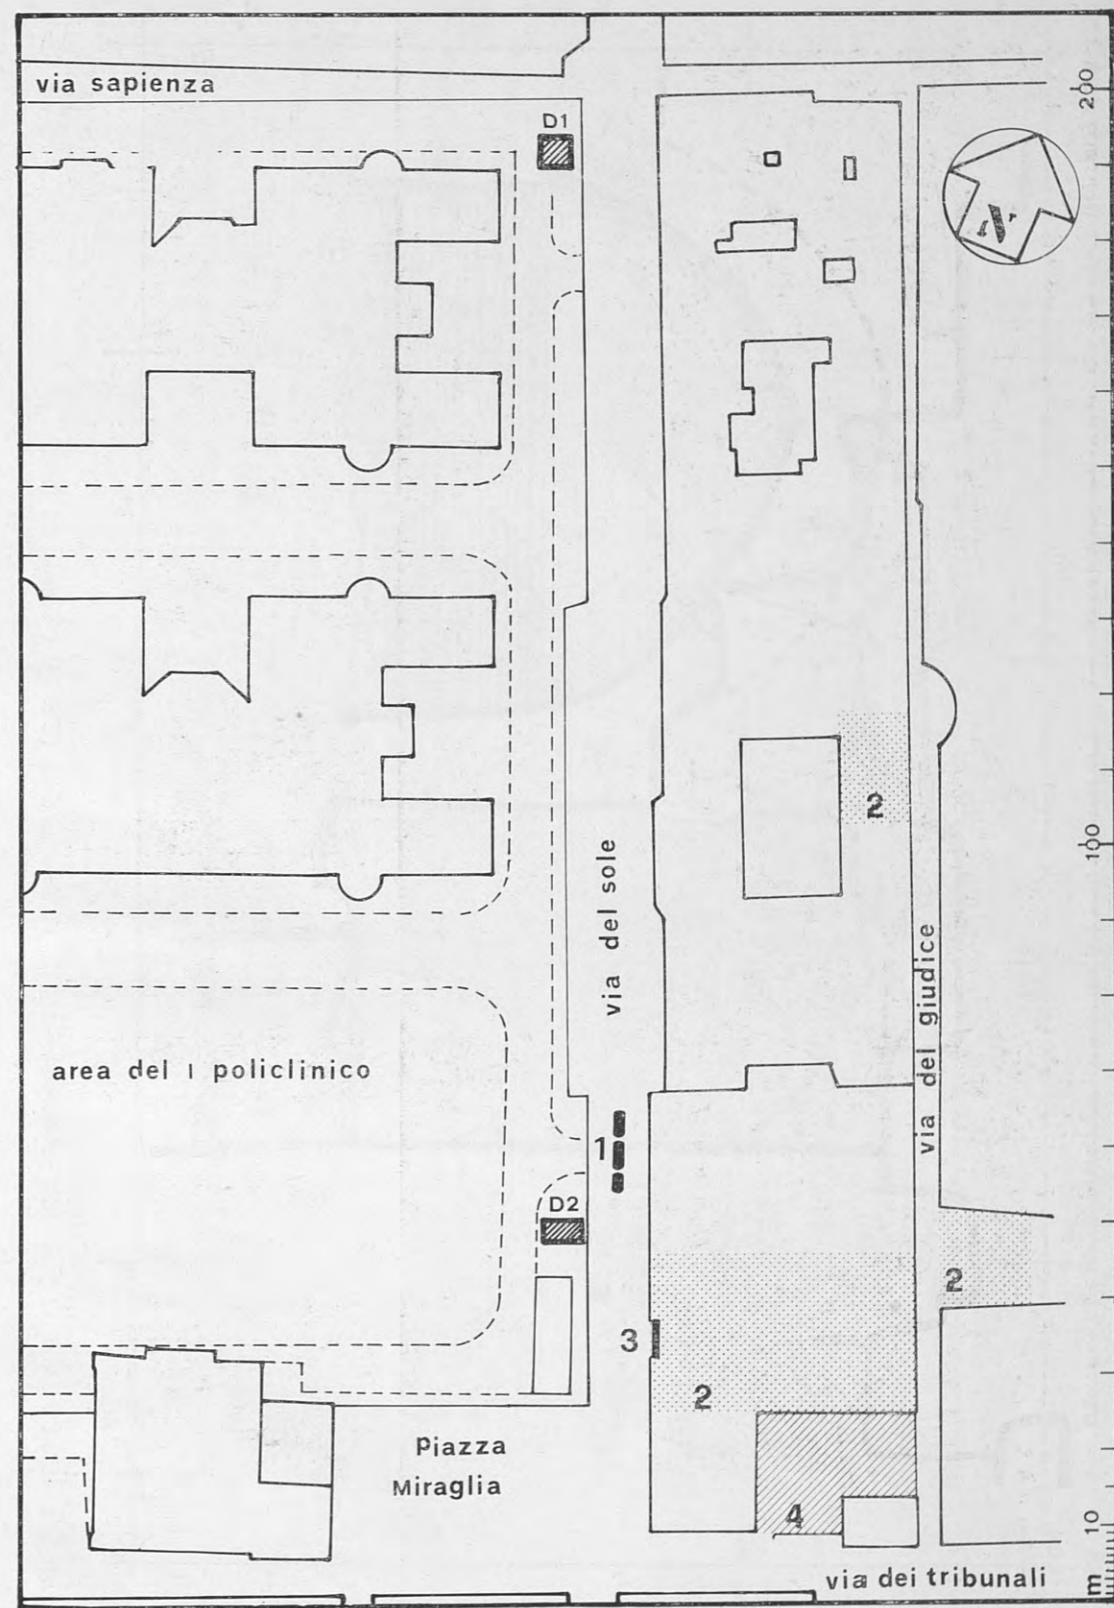 via sapienza
D1
200
N
2
100
via del sole
via del giudice
area del I policlinico
1
D2
2
3
2
Piazza
Miraglia
4
10
via dei tribunali
m